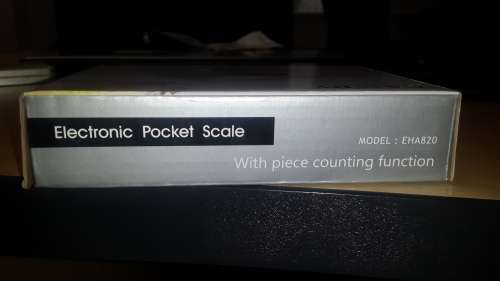 Electronic Pocket Scale
MODEL : EHA820
With piece counting function